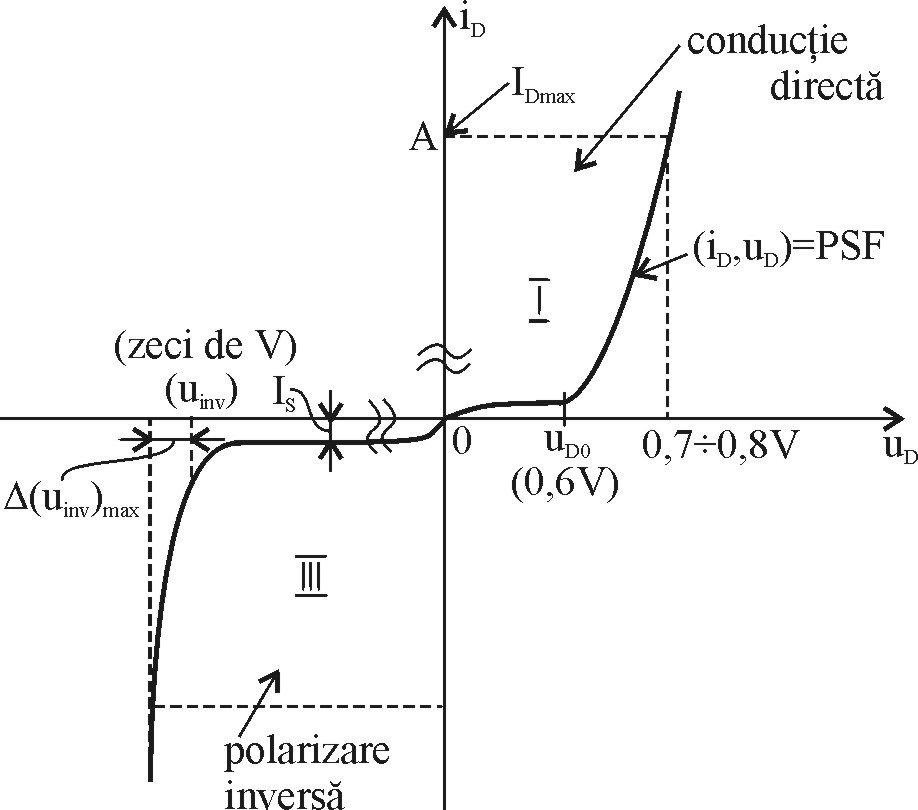 i_D
conducție
directă
I_Dmax
A
(i_D,u_D)=PSF
I
(zeci de V)
(u_inv)
I_S
0
u_D0
(0,6V)
0,7÷0,8V
u_D
Δ(u_inv)_max
III
polarizare
inversă